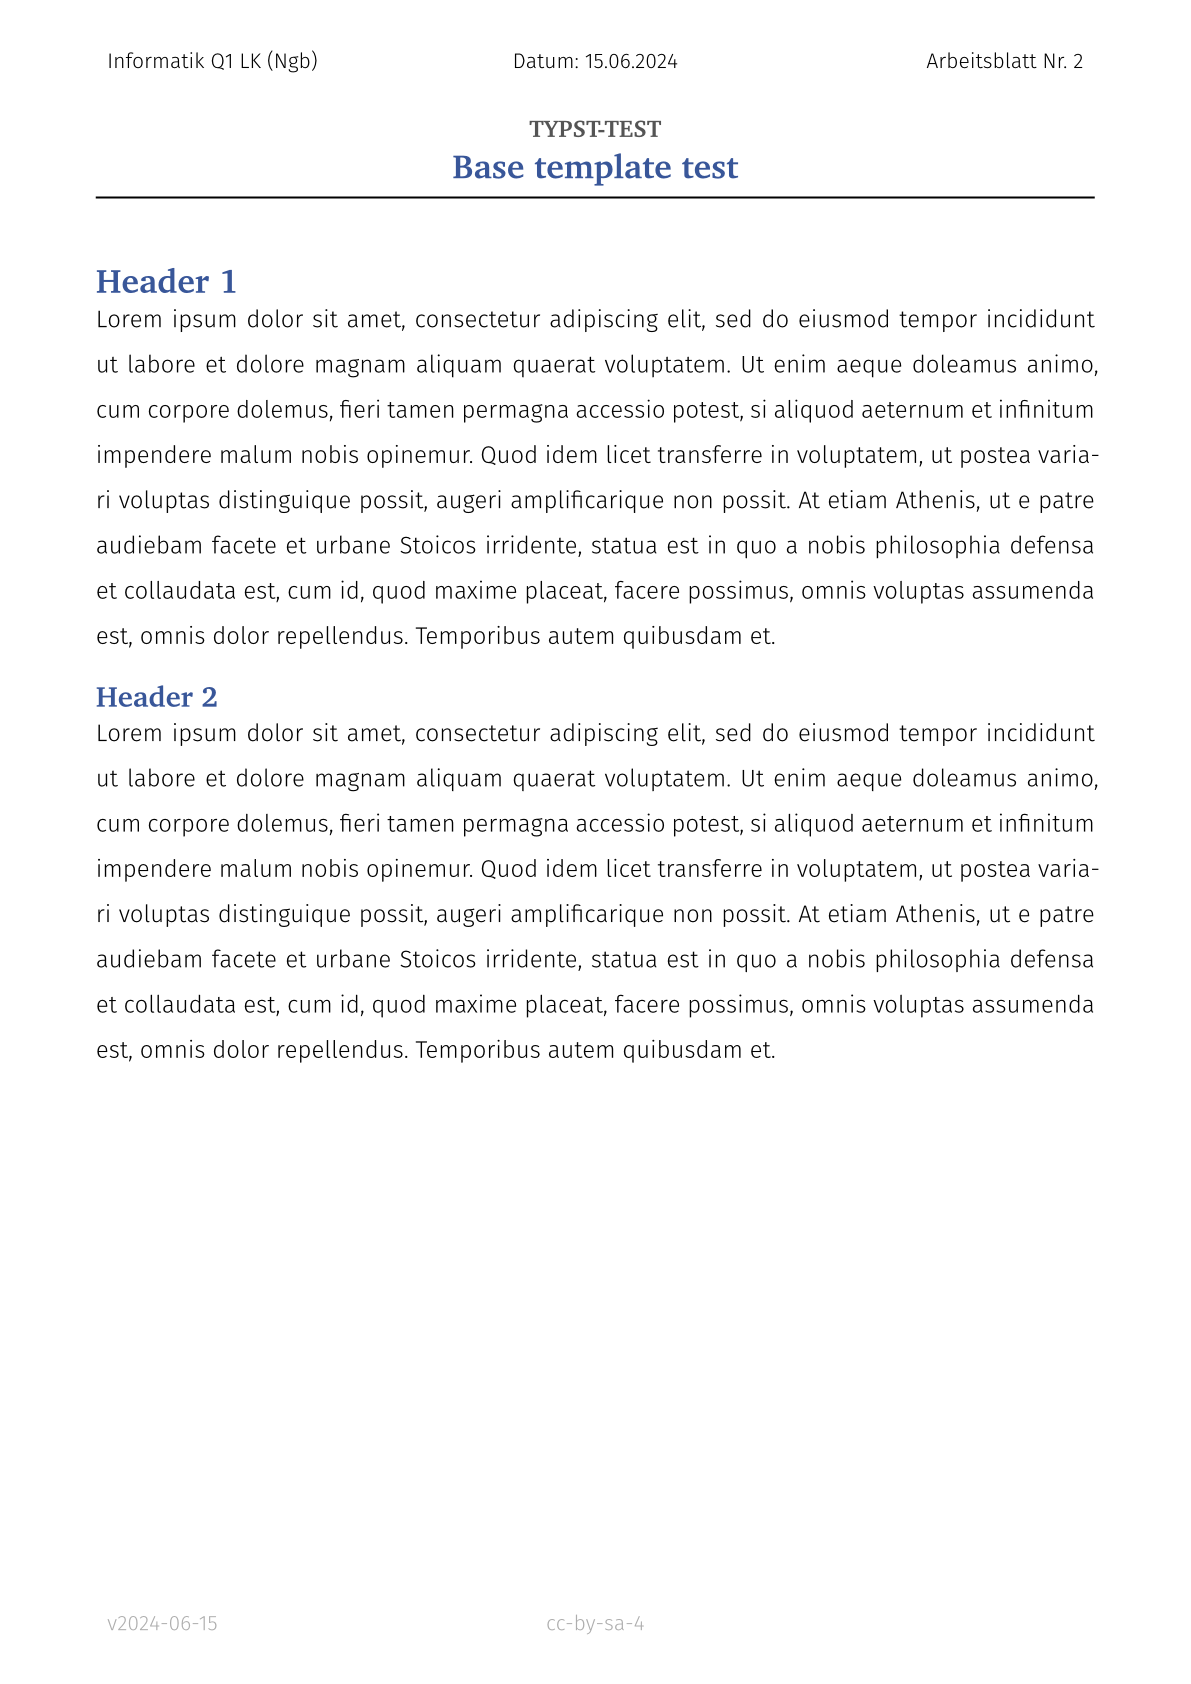 Informatik Q1 LK (Ngb) Datum: 15.06.2024 Arbeitsblatt Nr. 2
TYPST-TEST
Base template test
Header 1
Lorem ipsum dolor sit amet, consectetur adipiscing elit, sed do eiusmod tempor incididunt
ut labore et dolore magnam aliquam quaerat voluptatem. Ut enim aeque doleamus animo,
cum corpore dolemus, fieri tamen permagna accessio potest, si aliquod aeternum et infinitum
impendere malum nobis opinemur. Quod idem licet transferre in voluptatem, ut postea varia-
ri voluptas distinguique possit, augeri amplificarique non possit. At etiam Athenis, ut e patre
audiebam facete et urbane Stoicos irridente, statua est in quo a nobis philosophia defensa
et collaudata est, cum id, quod maxime placeat, facere possimus, omnis voluptas assumenda
est, omnis dolor repellendus. Temporibus autem quibusdam et.
Header 2
Lorem ipsum dolor sit amet, consectetur adipiscing elit, sed do eiusmod tempor incididunt
ut labore et dolore magnam aliquam quaerat voluptatem. Ut enim aeque doleamus animo,
cum corpore dolemus, fieri tamen permagna accessio potest, si aliquod aeternum et infinitum
impendere malum nobis opinemur. Quod idem licet transferre in voluptatem, ut postea varia-
ri voluptas distinguique possit, augeri amplificarique non possit. At etiam Athenis, ut e patre
audiebam facete et urbane Stoicos irridente, statua est in quo a nobis philosophia defensa
et collaudata est, cum id, quod maxime placeat, facere possimus, omnis voluptas assumenda
est, omnis dolor repellendus. Temporibus autem quibusdam et.
v2024-06-15 cc-by-sa-4